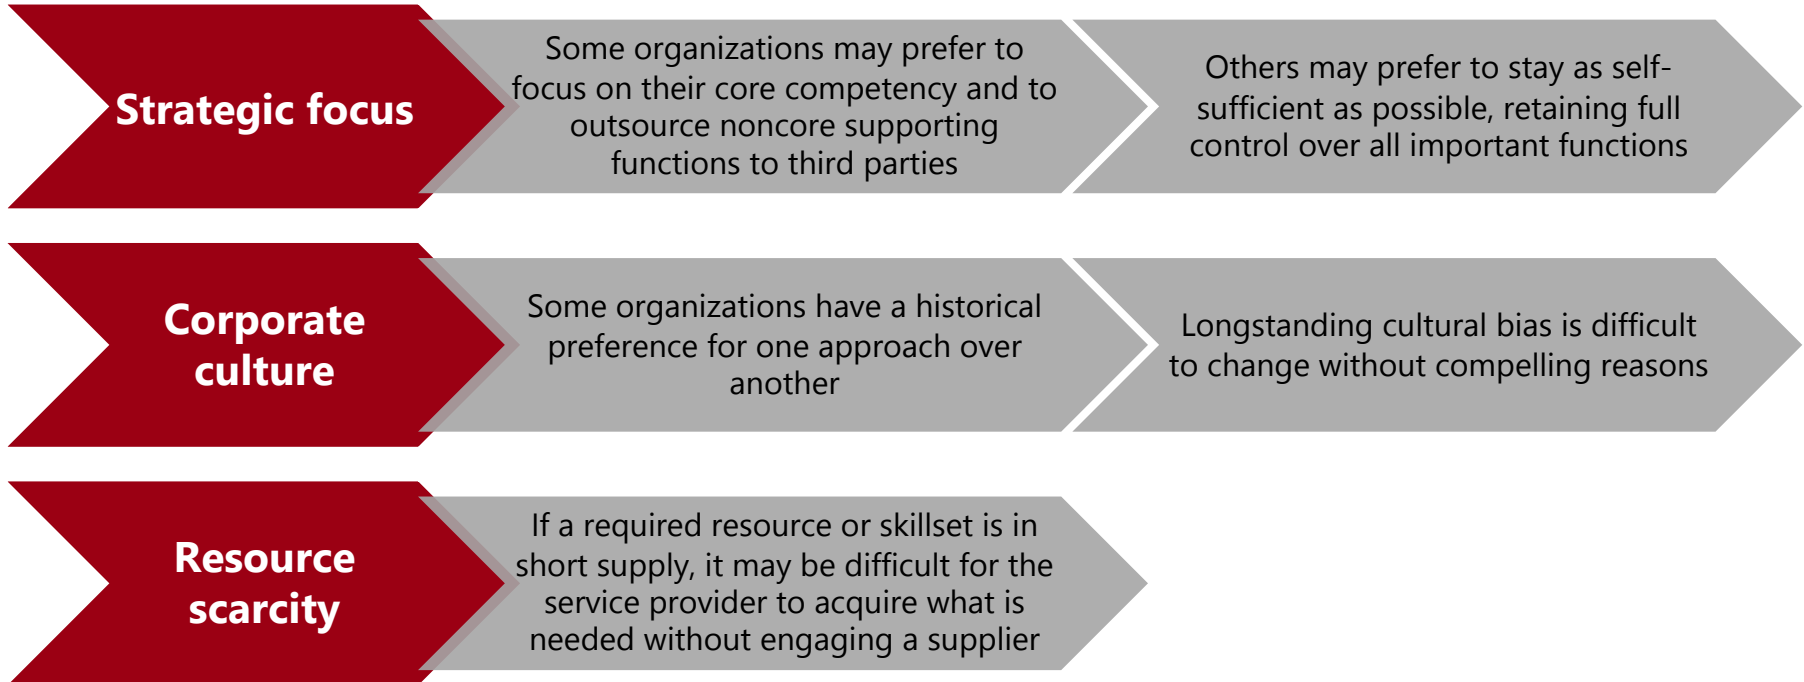 Strategic focus
Some organizations may prefer to
focus on their core competency and to
outsource noncore supporting
functions to third parties
Others may prefer to stay as self-
sufficient as possible, retaining full
control over all important functions
Corporate
culture
Some organizations have a historical
preference for one approach over
another
Longstanding cultural bias is difficult
to change without compelling reasons
Resource
scarcity
If a required resource or skillset is in
short supply, it may be difficult for the
service provider to acquire what is
needed without engaging a supplier